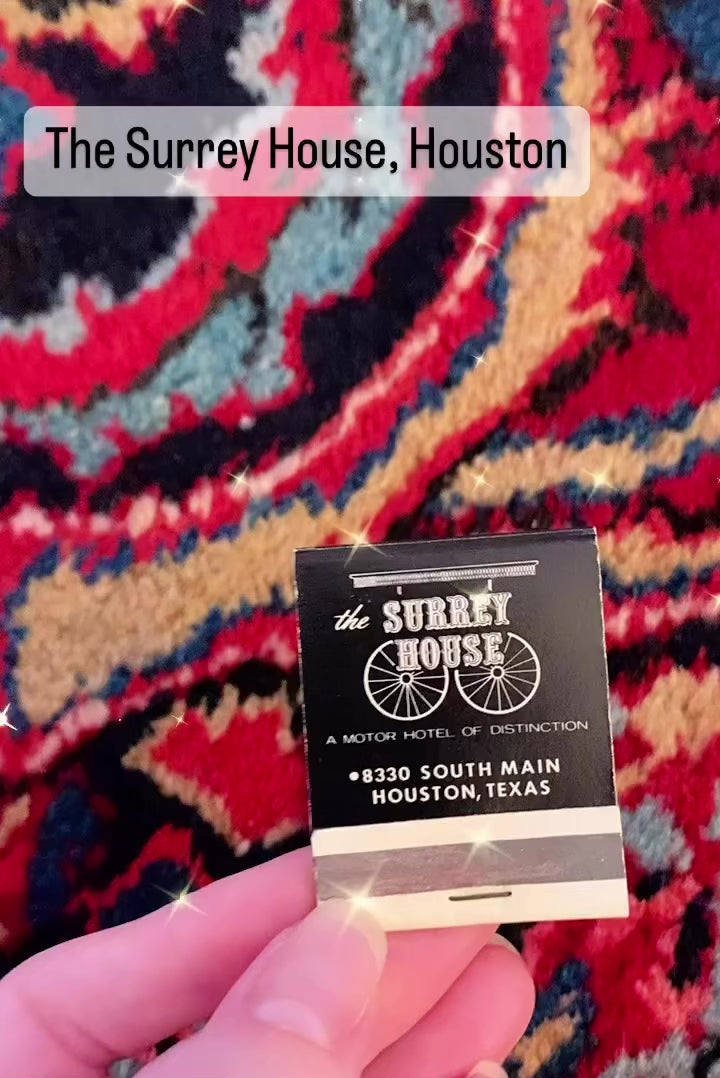 The Surrey House, Houston
the SURREY
HOUSE
A MOTOR HOTEL OF DISTINCTION
•8330 SOUTH MAIN
HOUSTON, TEXAS